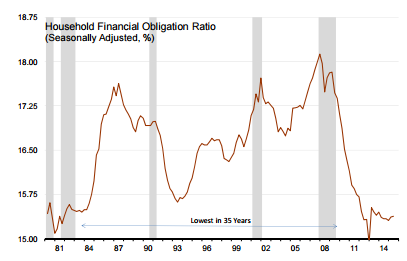 Household Financial Obligation Ratio
(Seasonally Adjusted, %)
18.75
18.00
17.25
16.50
15.75
15.00
Lowest in 35 Years
81 84 87 90 93 96 99 02 05 08 11 14